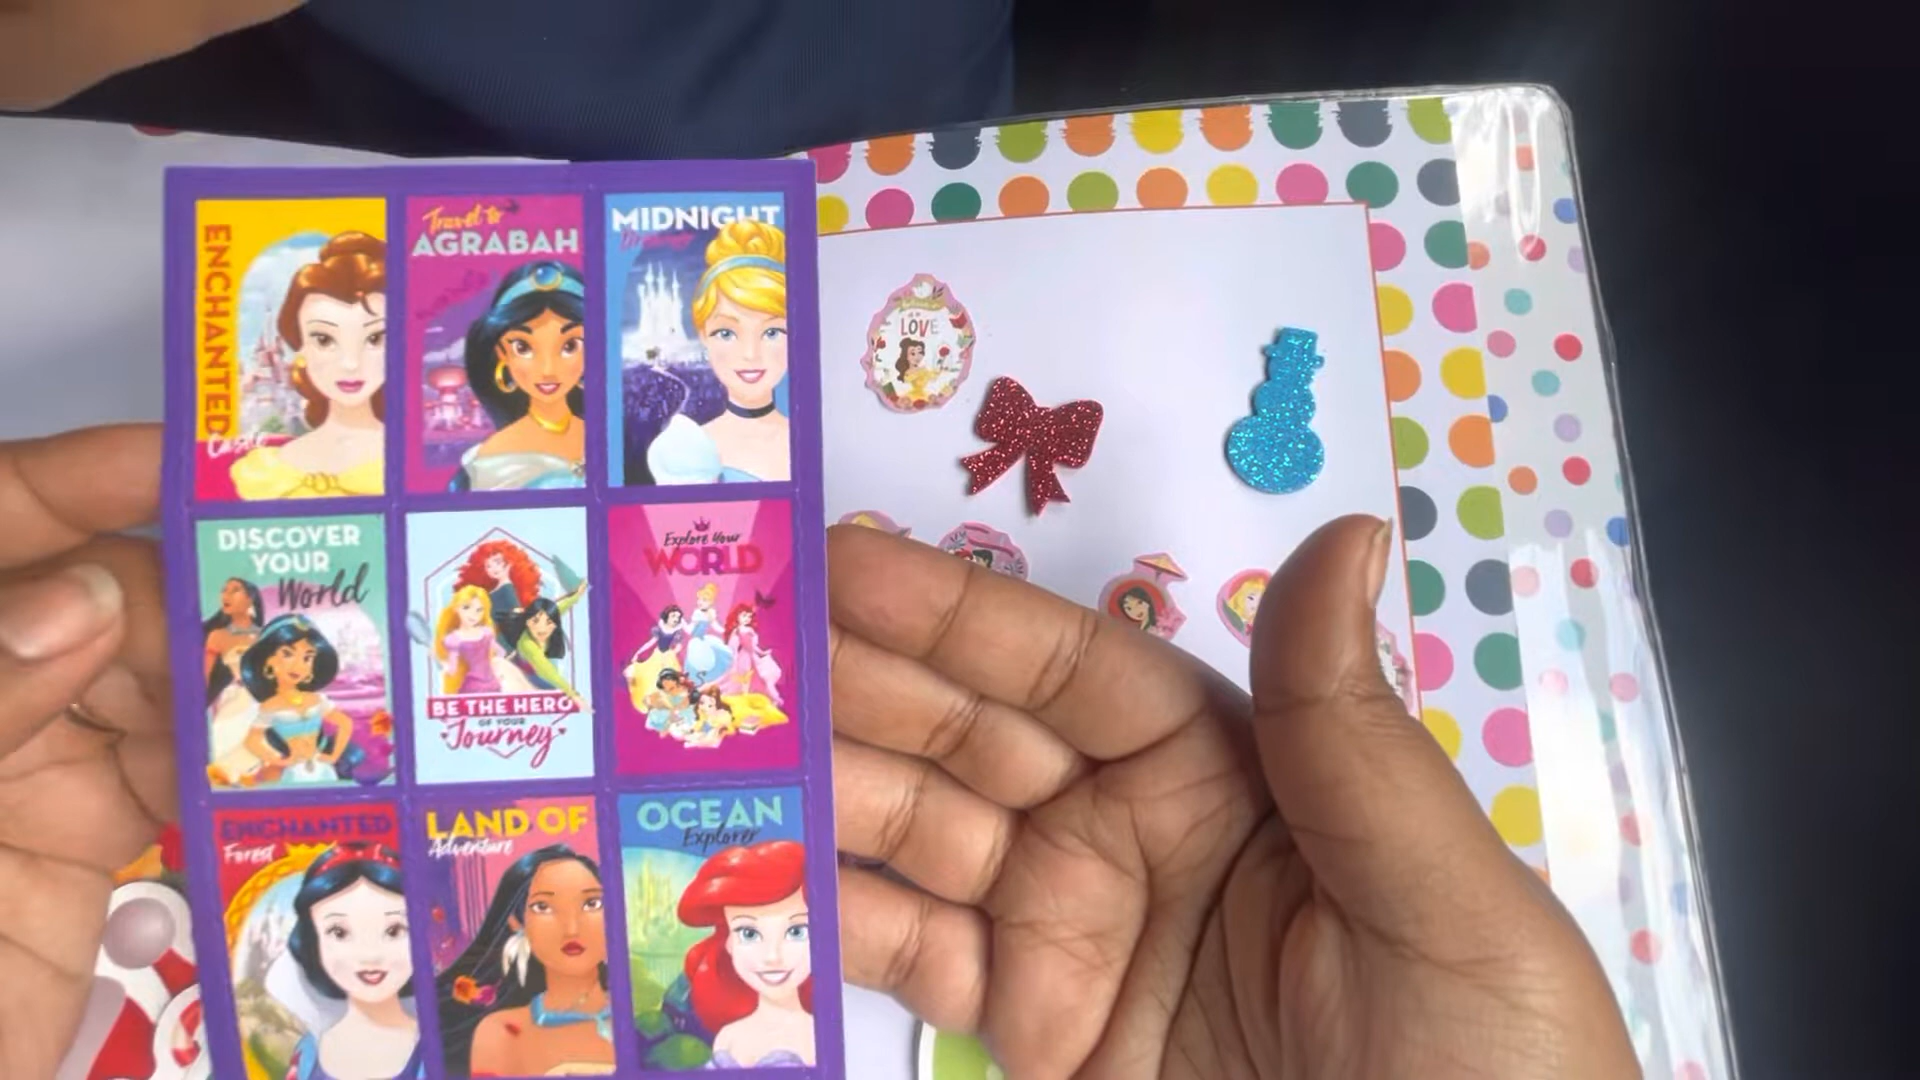 ENCHANTED
Castle
Travel to
AGRABAH
MIDNIGHT
LOVE
DISCOVER
YOUR
World
BE THE HERO
OF YOUR
Journey
Explore Your
WORLD
ENCHANTED
Forest
LAND OF
Adventure
OCEAN
Explorer